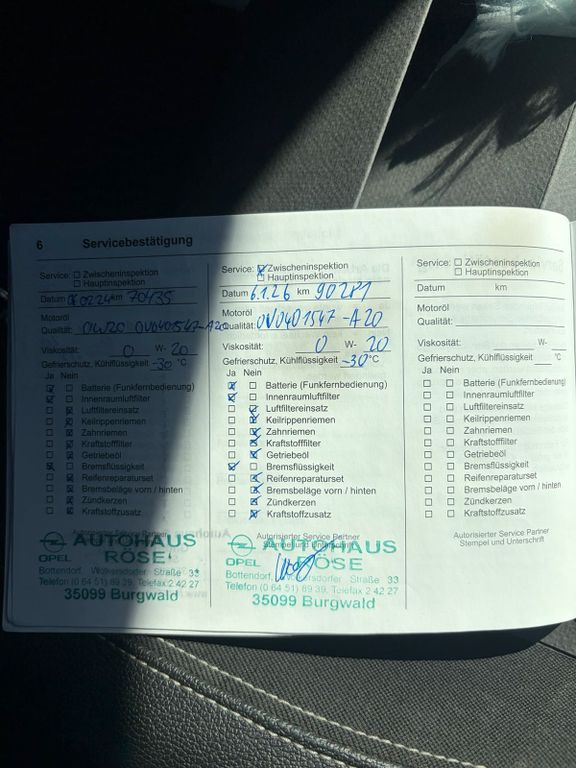 6 Servicebestätigung
Service: Zwischeninspektion
Hauptinspektion
Datum 06.02.24 km 70435
Motoröl
Qualität: 0W20 OV0401547-A20
Viskosität: 0 W- 20
Gefrierschutz, Kühlflüssigkeit -30 °C
Ja Nein
Batterie (Funkfernbedienung)
Innenraumluftfilter
Luftfiltereinsatz
Keilrippenriemen
Zahnriemen
Kraftstofffilter
Getriebeöl
Bremsflüssigkeit
Reifenreparaturset
Bremsbeläge vorn / hinten
Zündkerzen
Kraftstoffzusatz
AUTOHAUS
OPEL RÖSE
Bottendorf, Wolkersdorfer Straße 33
Telefon (0 64 51) 89 39, Telefax 2 42 27
35099 Burgwald
Service: Zwischeninspektion
Hauptinspektion
Datum 6.1.26 km
Motoröl
Qualität: OV0401547-A20
Viskosität: 0 W- 20
Gefrierschutz, Kühlflüssigkeit -30 °C
Ja Nein
Batterie (Funkfernbedienung)
Innenraumluftfilter
Luftfiltereinsatz
Keilrippenriemen
Zahnriemen
Kraftstofffilter
Getriebeöl
Bremsflüssigkeit
Reifenreparaturset
Bremsbeläge vorn / hinten
Zündkerzen
Kraftstoffzusatz
Autorisierter Service Partner
Stempel und Unterschrift
AUTOHAUS
OPEL RÖSE
Bottendorf, Wolkersdorfer Straße 33
Telefon (0 64 51) 89 39, Telefax 2 42 27
35099 Burgwald
Service: Zwischeninspektion
Hauptinspektion
Datum km
Motoröl
Qualität:
Viskosität: W-
Gefrierschutz, Kühlflüssigkeit °C
Ja Nein
Batterie (Funkfernbedienung)
Innenraumluftfilter
Luftfiltereinsatz
Keilrippenriemen
Zahnriemen
Kraftstofffilter
Getriebeöl
Bremsflüssigkeit
Reifenreparaturset
Bremsbeläge vorn / hinten
Zündkerzen
Kraftstoffzusatz
Autorisierter Service Partner
Stempel und Unterschrift